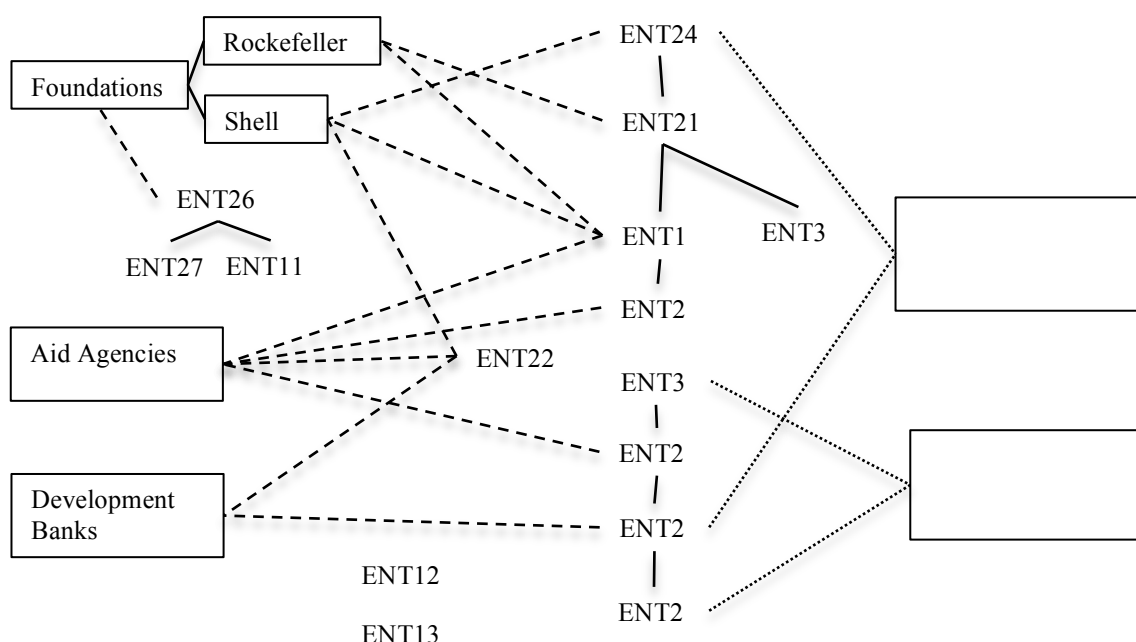 Rockefeller
ENT24
Foundations
Shell
ENT21
ENT26
ENT1
ENT3
ENT27
ENT11
ENT2
Aid Agencies
ENT22
ENT3
ENT2
Development
Banks
ENT2
ENT12
ENT2
ENT13